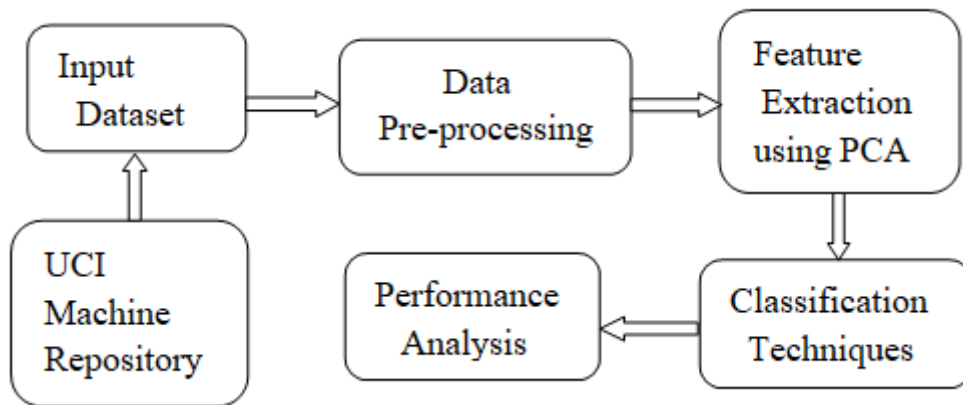 Input
Dataset
Data
Pre-processing
Feature
Extraction
using PCA
UCI
Machine
Repository
Performance
Analysis
Classification
Techniques